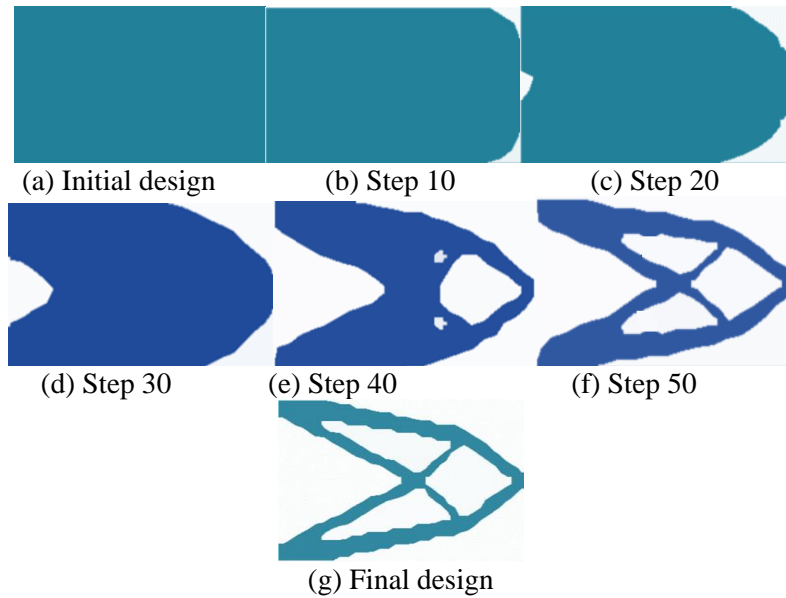 (a) Initial design (b) Step 10 (c) Step 20
(d) Step 30 (e) Step 40 (f) Step 50
(g) Final design